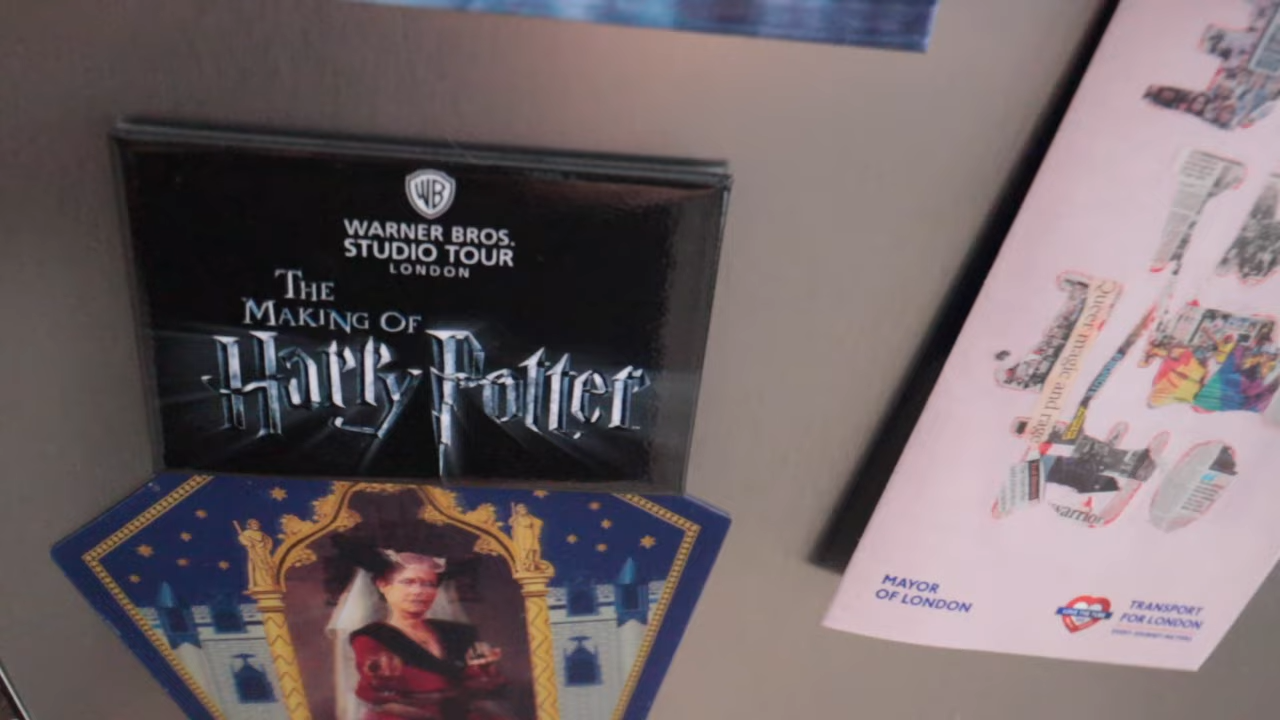 WB
WARNER BROS.
STUDIO TOUR
LONDON
THE
MAKING OF
Harry Potter
Queer magic and rage
warrior
MAYOR
OF LONDON
TRANSPORT
FOR LONDON